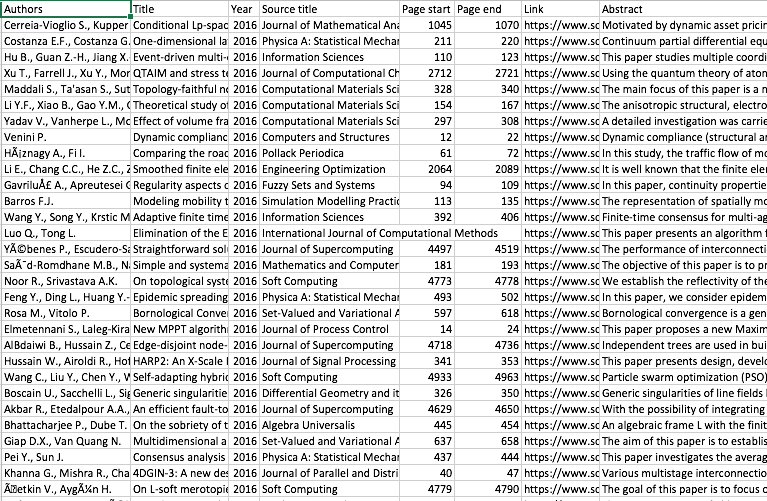 Authors Title Year Source title Page start Page end Link Abstract
Cerreia-Vioglio S., Kupper Conditional Lp-spac 2016 Journal of Mathematical Ana 1045 1070 https://www.sc Motivated by dynamic asset pricin
Costanza E.F., Costanza G. One-dimensional la 2016 Physica A: Statistical Mechar 211 220 https://www.sc Continuum partial differential equ
Hu B., Guan Z.-H., Jiang X. Event-driven multi- 2016 Information Sciences 110 123 https://www.sc This paper studies multiple coordi
Xu T., Farrell J., Xu Y., Mor QTAIM and stress te 2016 Journal of Computational Ch 2712 2721 https://www.sc Using the quantum theory of aton
Maddali S., Ta'asan S., Sut Topology-faithful no 2016 Computational Materials Sci 328 340 https://www.sc The main focus of this paper is a n
Li Y.F., Xiao B., Gao Y.M., C Theoretical study of 2016 Computational Materials Sci 154 167 https://www.sc The anisotropic structural, electro
Yadav V., Vanherpe L., Mc Effect of volume fra 2016 Computational Materials Sci 297 308 https://www.sc A detailed investigation was carrie
Venini P. Dynamic complianc 2016 Computers and Structures 12 22 https://www.sc Dynamic compliance (structural ar
HÃ¡znagy A., Fi I. Comparing the road 2016 Pollack Periodica 61 72 https://www.sc In this study, the traffic flow of mo
Li E., Chang C.C., He Z.C., Z Smoothed finite ele 2016 Engineering Optimization 2064 2089 https://www.sc It is well known that the finite eler
GavriluÅ£ A., Apreutesei G Regularity aspects o 2016 Fuzzy Sets and Systems 94 109 https://www.sc In this paper, continuity propertie
Barros F.J. Modeling mobility t 2016 Simulation Modelling Practic 113 135 https://www.sc The representation of spatially mo
Wang Y., Song Y., Krstic M Adaptive finite time 2016 Information Sciences 392 406 https://www.sc Finite-time consensus for multi-ag
Luo Q., Tong L. Elimination of the E 2016 International Journal of Computational Methods https://www.sc This paper presents an algorithm f
YÃ©benes P., Escudero-Sa Straightforward solu 2016 Journal of Supercomputing 4497 4519 https://www.sc The performance of interconnecti
SaÃ¯d-Romdhane M.B., Na Simple and systema 2016 Mathematics and Computer 181 193 https://www.sc The objective of this paper is to pr
Noor R., Srivastava A.K. On topological syste 2016 Soft Computing 4773 4778 https://www.sc We establish the reflectivity of the
Feng Y., Ding L., Huang Y.- Epidemic spreading 2016 Physica A: Statistical Mechar 493 502 https://www.sc In this paper, we consider epidem
Rosa M., Vitolo P. Bornological Conver 2016 Set-Valued and Variational A 597 618 https://www.sc Bornological convergence is a gen
Elmetennani S., Laleg-Kira New MPPT algorithr 2016 Journal of Process Control 14 24 https://www.sc This paper proposes a new Maxim
AlBdaiwi B., Hussain Z., Ce Edge-disjoint node- 2016 Journal of Supercomputing 4718 4736 https://www.sc Independent trees are used in buil
Hussain W., Airoldi R., Hof HARP2: An X-Scale I 2016 Journal of Signal Processing 341 353 https://www.sc This paper presents design, develo
Wang C., Liu Y., Chen Y., W Self-adapting hybrid 2016 Soft Computing 4933 4963 https://www.sc Particle swarm optimization (PSO)
Boscain U., Sacchelli L., Sig Generic singularities 2016 Differential Geometry and it 326 350 https://www.sc Generic singularities of line fields
Akbar R., Etedalpour A.A., An efficient fault-to 2016 Journal of Supercomputing 4629 4650 https://www.sc With the possibility of integrating
Bhattacharjee P., Dube T. On the sobriety of t 2016 Algebra Universalis 445 454 https://www.sc An algebraic frame L with the finit
Giap D.X., Van Quang N. Multidimensional a 2016 Set-Valued and Variational A 637 658 https://www.sc The aim of this paper is to establis
Pei Y., Sun J. Consensus analysis 2016 Physica A: Statistical Mechar 437 444 https://www.sc This paper investigates the averag
Khanna G., Mishra R., Cha 4DGIN-3: A new des 2016 Journal of Parallel and Distri 40 47 https://www.sc Various multistage interconnectio
etkin V., AygÃ¼n H. On L-soft merotopic 2016 Soft Computing 4779 4790 https://www.sc The goal of this paper is to focus o